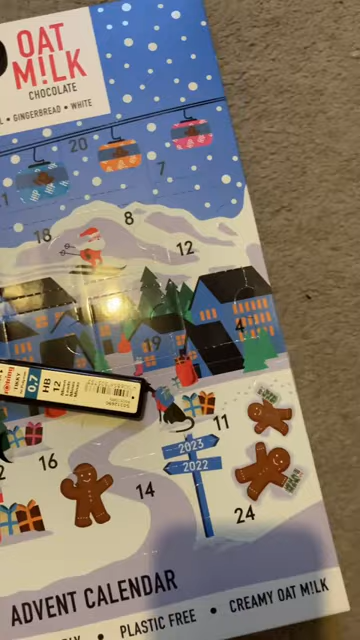 OAT
M!LK
CHOCOLATE
• GINGERBREAD • WHITE
20
7
8
18
12
19
4
0.7
HB
12
11
2023
2022
16
14
24
ADVENT CALENDAR
PLASTIC FREE • CREAMY OAT M!LK